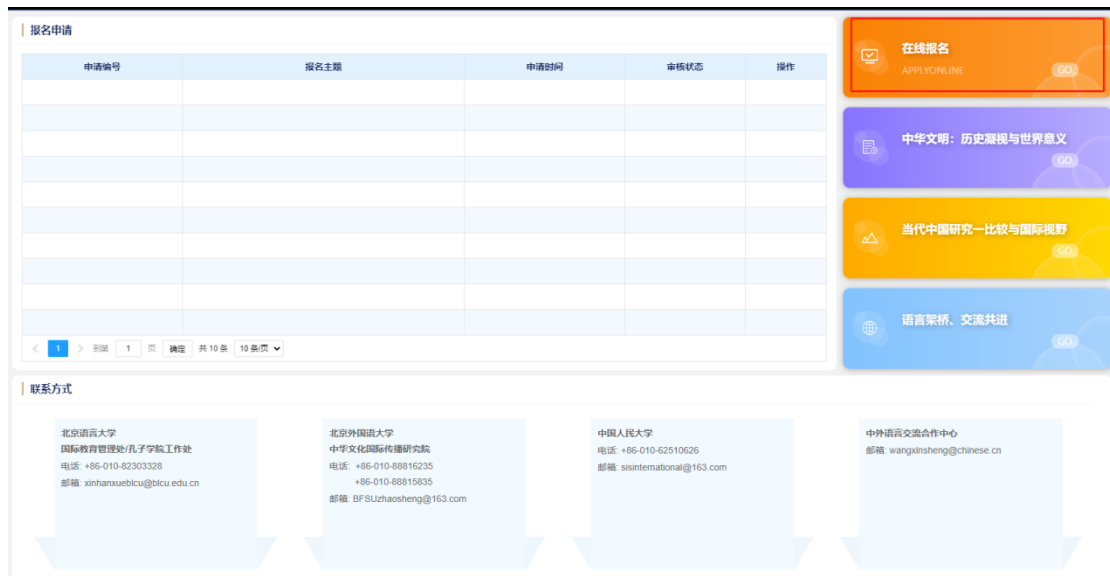 报名申请
申请编号 报名主题 申请时间 审核状态 操作
1 到第 1 页 确定 共 10 条 10 条/页
在线报名
APPLYONLINE
GO
中华文明：历史凝视与世界意义
GO
当代中国研究—比较与国际视野
GO
语言架桥、交流共进
GO
联系方式
北京语言大学
国际教育管理处/孔子学院工作处
电话: +86-010-82303328
邮箱: xinhanxueblcu@blcu.edu.cn
北京外国语大学
中华文化国际传播研究院
电话: +86-010-88816235
+86-010-88815835
邮箱: BFSUzhaosheng@163.com
中国人民大学
电话: +86-010-62510626
邮箱: sisinternational@163.com
中外语言交流合作中心
邮箱: wangxinsheng@chinese.cn